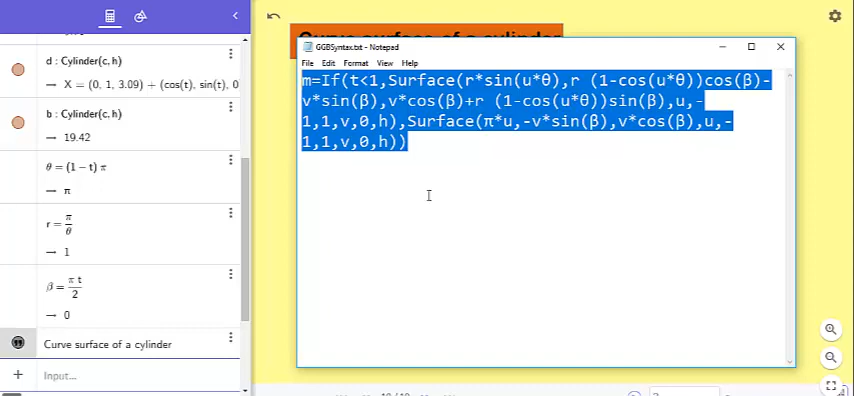 d : Cylinder(c, h)
→ X = (0, 1, 3.09) + (cos(t), sin(t), 0
b : Cylinder(c, h)
→ 19.42
θ = (1 − t) π
→ π
r = π/θ
→ 1
β = π t/2
→ 0
Curve surface of a cylinder
Input...
GGBSyntax.txt - Notepad
File Edit Format View Help
m=If(t<1,Surface(r*sin(u*θ),r (1-cos(u*θ))cos(β)-
v*sin(β),v*cos(β)+r (1-cos(u*θ))sin(β),u,-
1,1,v,0,h),Surface(π*u,-v*sin(β),v*cos(β),u,-
1,1,v,0,h))